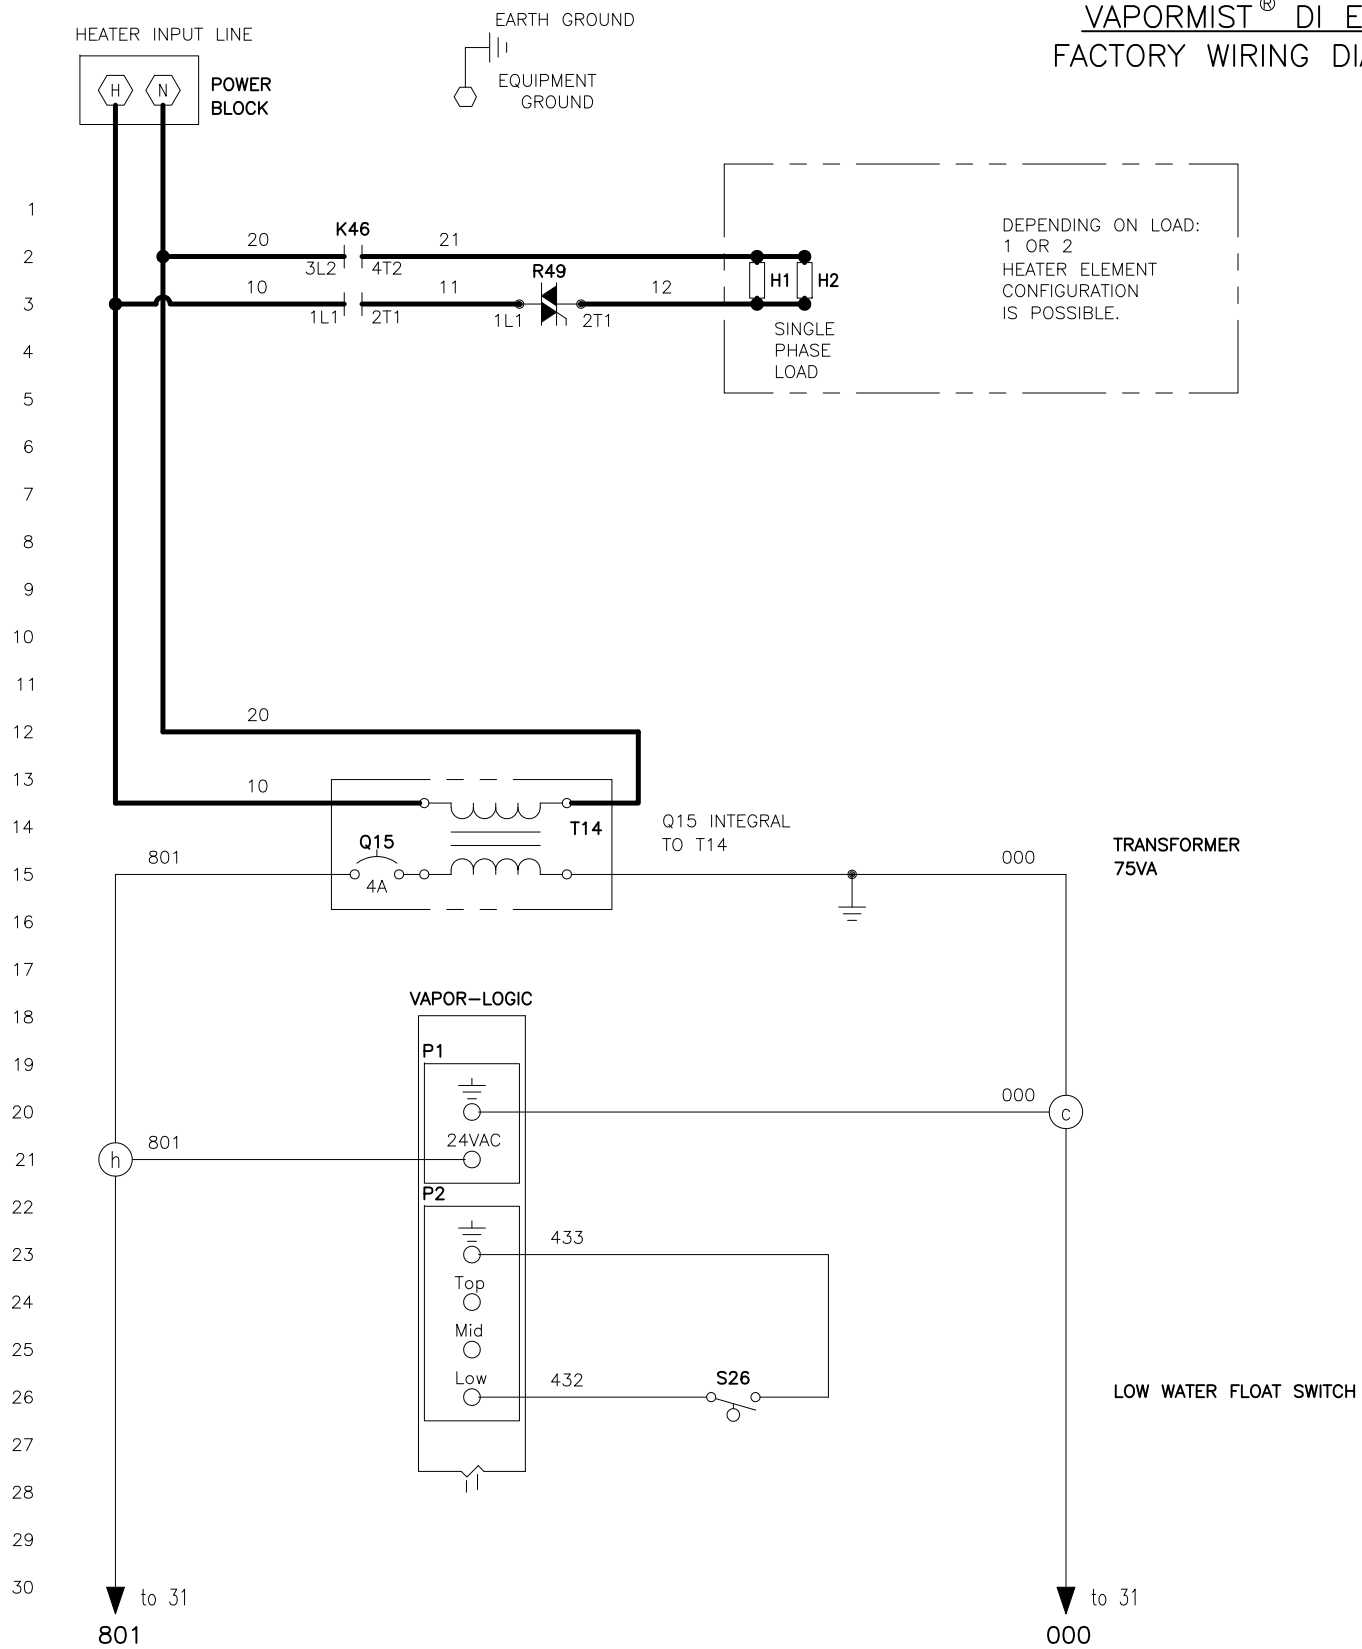 VAPORMIST® DI E
FACTORY WIRING DI
EARTH GROUND
HEATER INPUT LINE
EQUIPMENT
GROUND
H N
POWER
BLOCK
1
DEPENDING ON LOAD:
1 OR 2
HEATER ELEMENT
CONFIGURATION
IS POSSIBLE.
K46
20 21
2
3L2 4T2
R49
H1 H2
10 11 12
3
1L1 2T1 1L1 2T1
SINGLE
PHASE
LOAD
4
5
6
7
8
9
10
11
20
12
13
10
T14
14
Q15 INTEGRAL
TO T14
Q15
4A
TRANSFORMER
75VA
801 000
15
16
17
VAPOR-LOGIC
18
P1
19
000
20
c
24VAC
801
21
h
P2
22
433
23
Top
24
Mid
25
Low
432 S26
26
LOW WATER FLOAT SWITCH
27
28
29
30
to 31 to 31
801 000